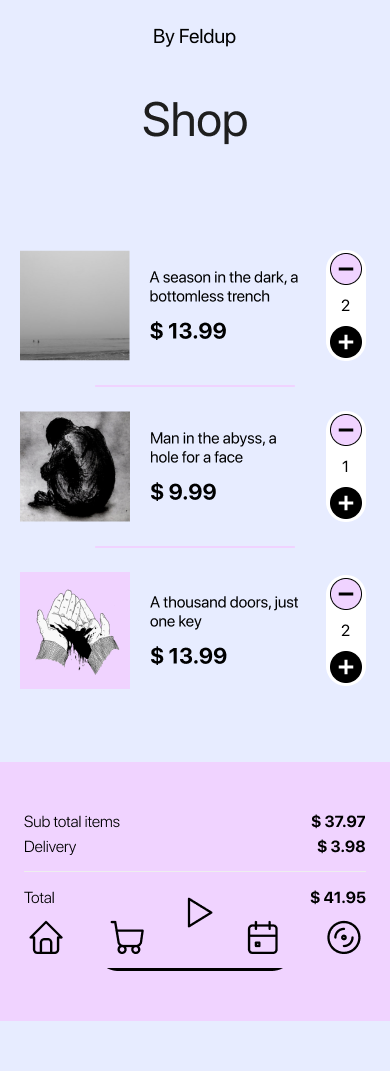 By Feldup
Shop
A season in the dark, a
bottomless trench
$ 13.99
2
Man in the abyss, a
hole for a face
$ 9.99
1
A thousand doors, just
one key
$ 13.99
2
Sub total items $ 37.97
Delivery $ 3.98
Total $ 41.95